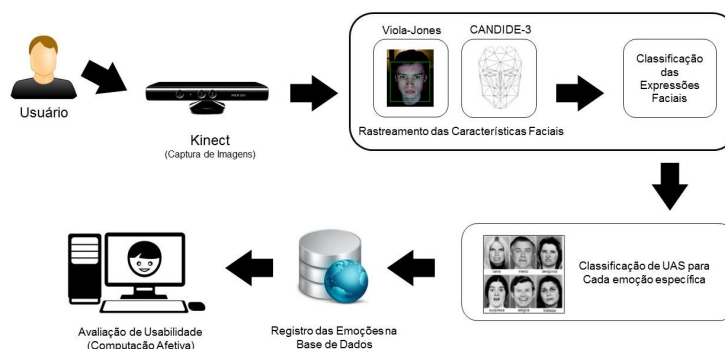 Viola-Jones
CANDIDE-3
Classificação
das
Expressões
Faciais
Usuário
Rastreamento das Características Faciais
Kinect
(Captura de Imagens)
raiva medo desgosto
surpresa alegria tristeza
Classificação de UAS para
Cada emoção específica
Avaliação de Usabilidade
(Computação Afetiva)
Registro das Emoções na
Base de Dados